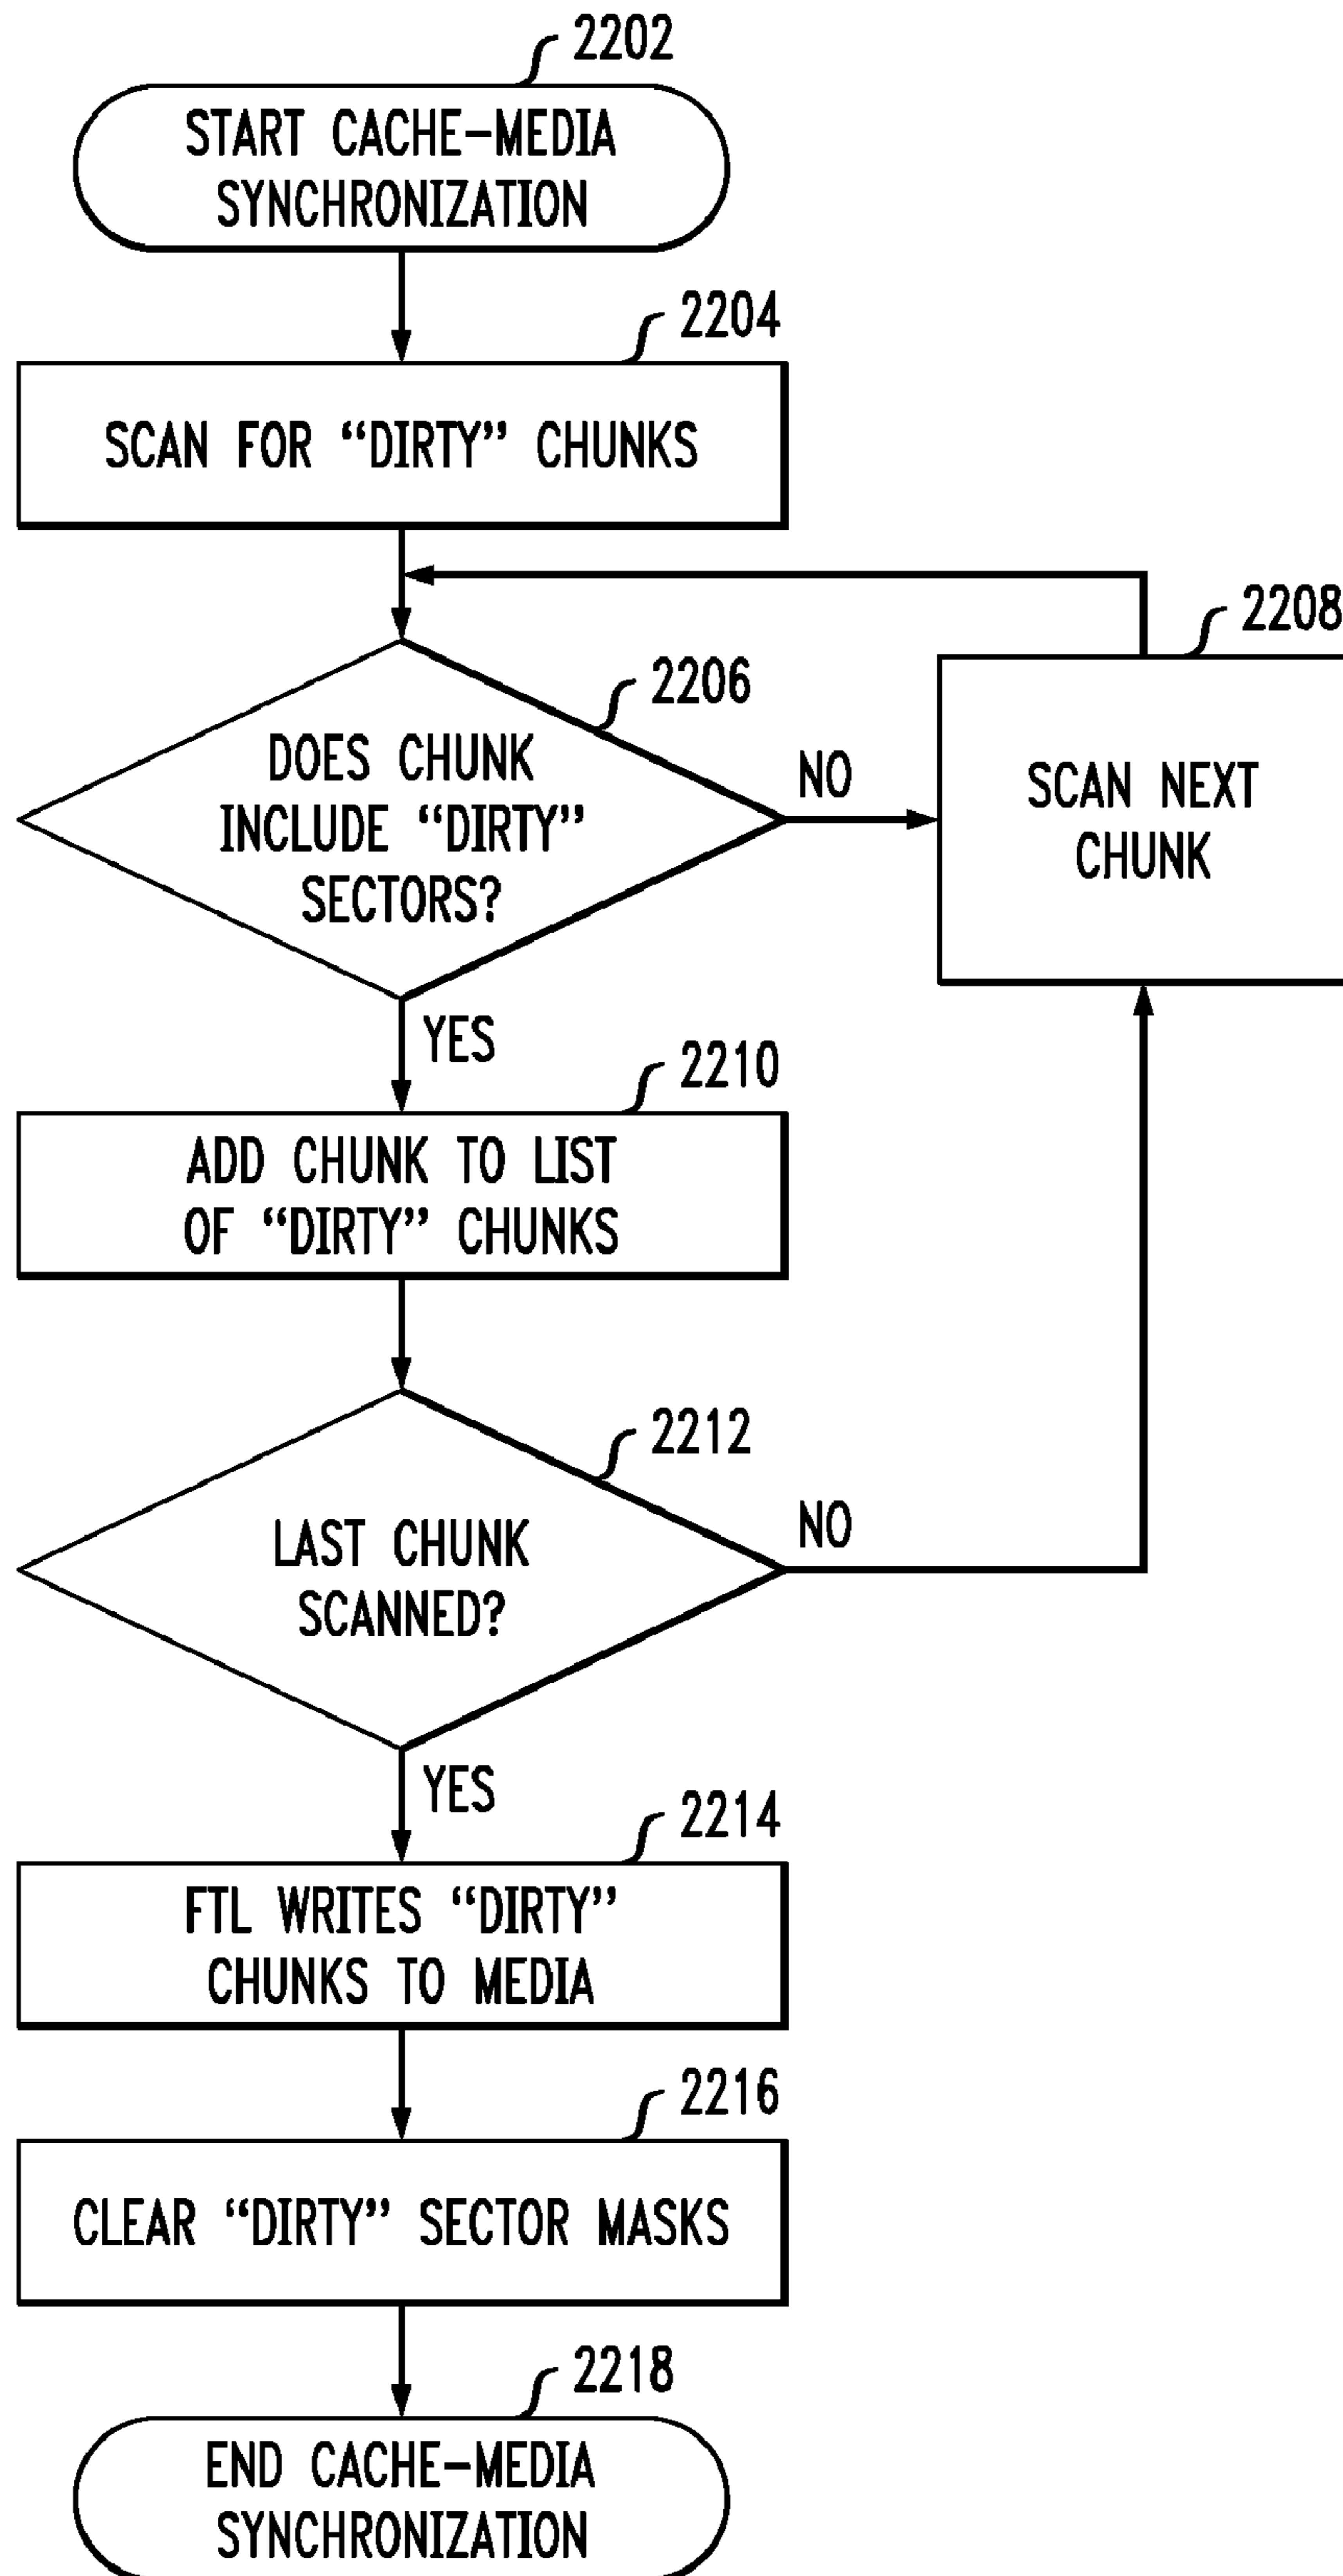 2202
START CACHE-MEDIA
SYNCHRONIZATION
2204
SCAN FOR “DIRTY” CHUNKS
2206
DOES CHUNK
INCLUDE “DIRTY”
SECTORS?
NO
2208
SCAN NEXT
CHUNK
YES
2210
ADD CHUNK TO LIST
OF “DIRTY” CHUNKS
2212
LAST CHUNK
SCANNED?
NO
YES
2214
FTL WRITES “DIRTY”
CHUNKS TO MEDIA
2216
CLEAR “DIRTY” SECTOR MASKS
2218
END CACHE-MEDIA
SYNCHRONIZATION